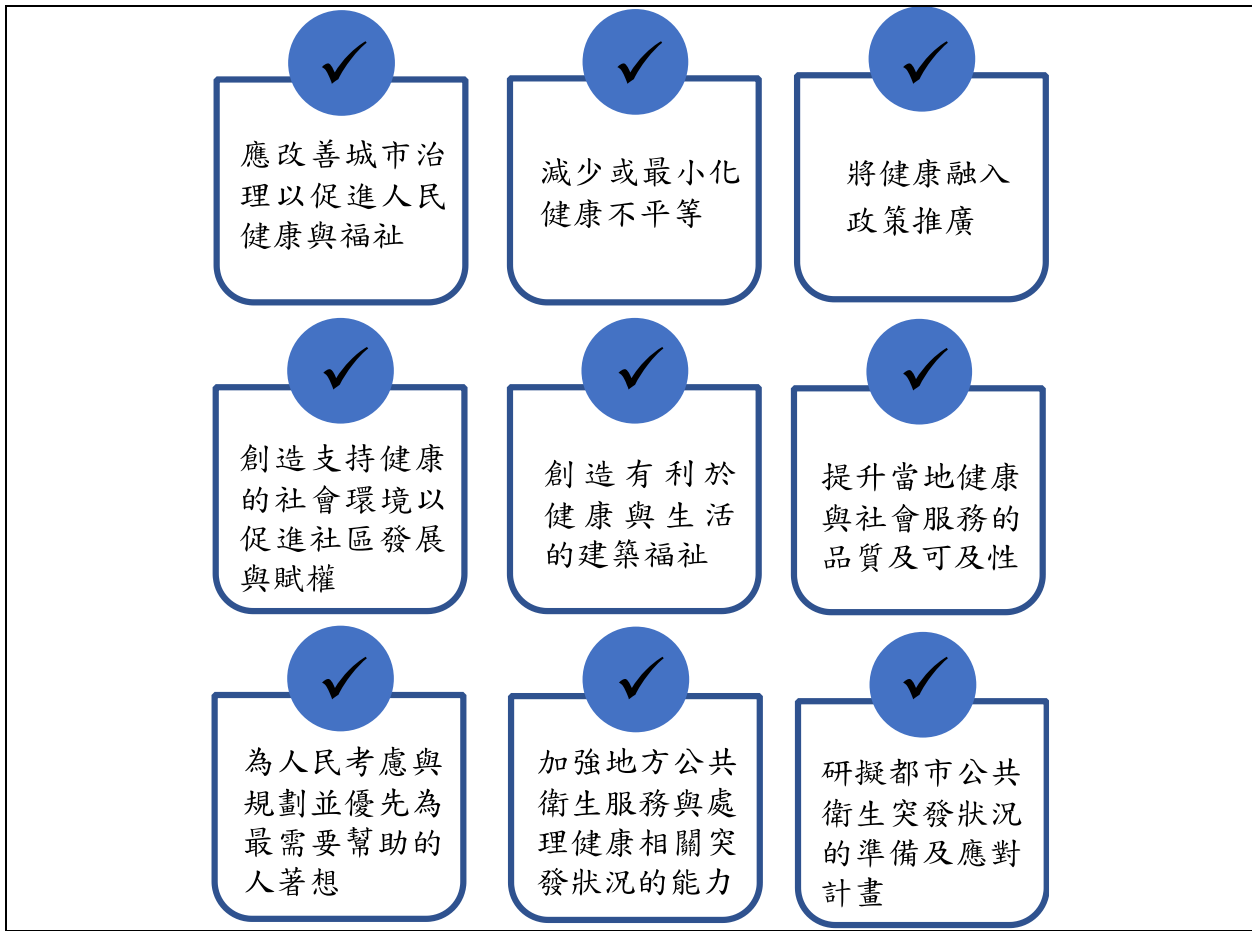 應改善城市治
理以促進人民
健康與福祉
減少或最小化
健康不平等
將健康融入
政策推廣
創造支持健康
的社會環境以
促進社區發展
與賦權
創造有利於
健康與生活
的建築福祉
提升當地健康
與社會服務的
品質及可及性
為人民考慮與
規劃並優先為
最需要幫助的
人著想
加強地方公共
衛生服務與處
理健康相關突
發狀況的能力
研擬都市公共
衛生突發狀況
的準備及應對
計畫